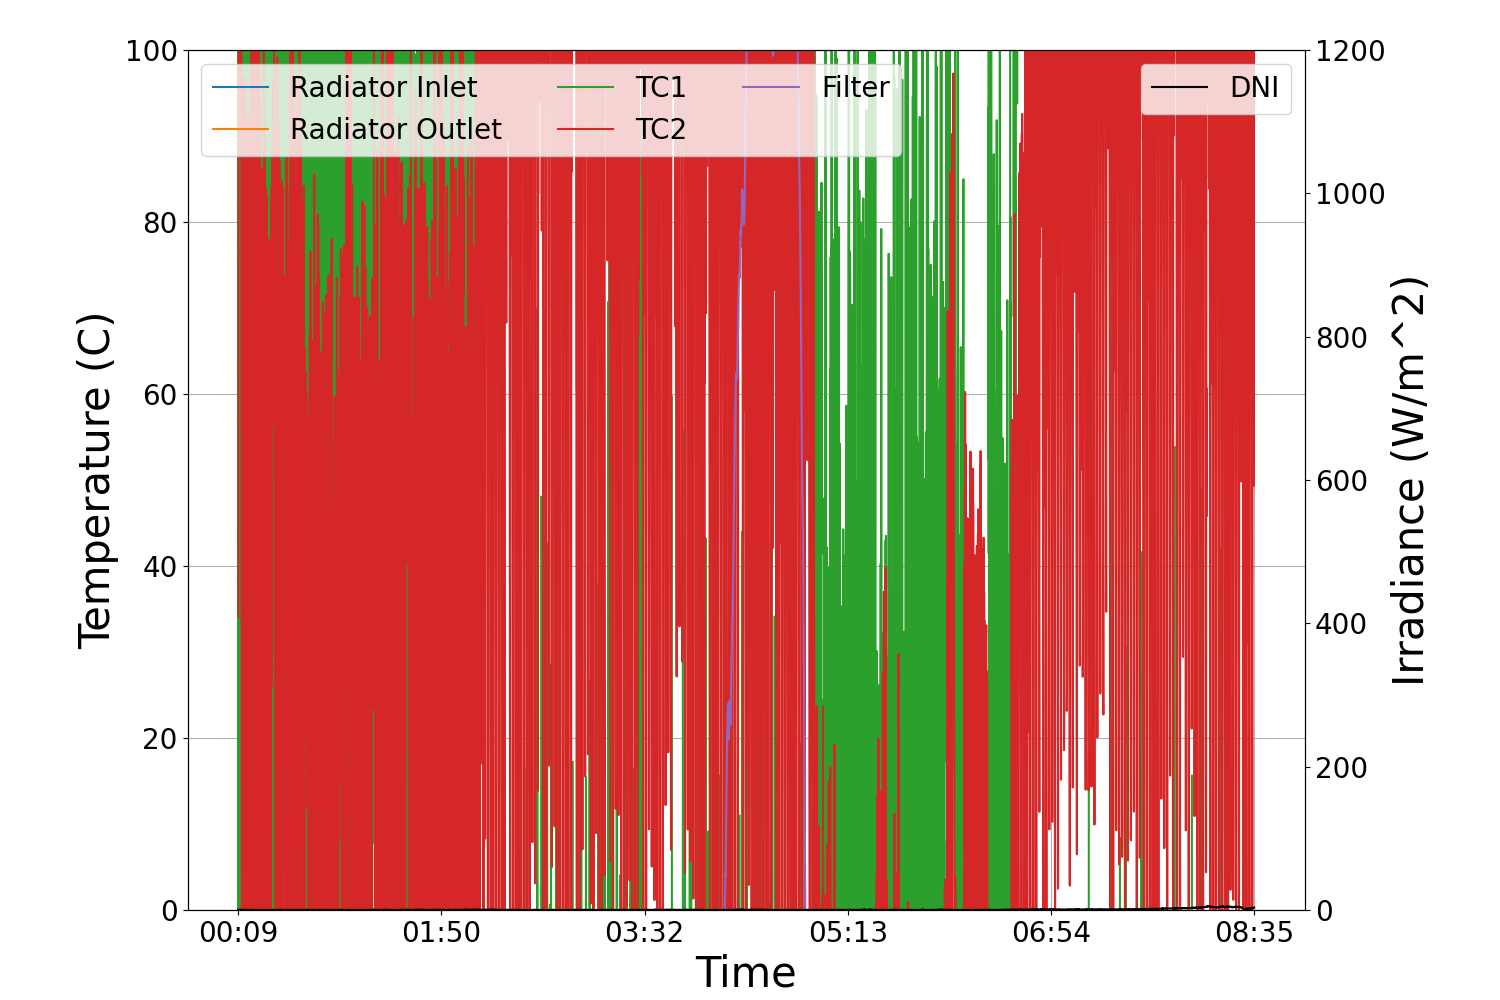 100
80
60
40
20
0
Temperature (C)
Radiator Inlet
Radiator Outlet
TC1
TC2
Filter
DNI
1200
1000
800
600
400
200
0
Irradiance (W/m^2)
00:09 01:50 03:32 05:13 06:54 08:35
Time